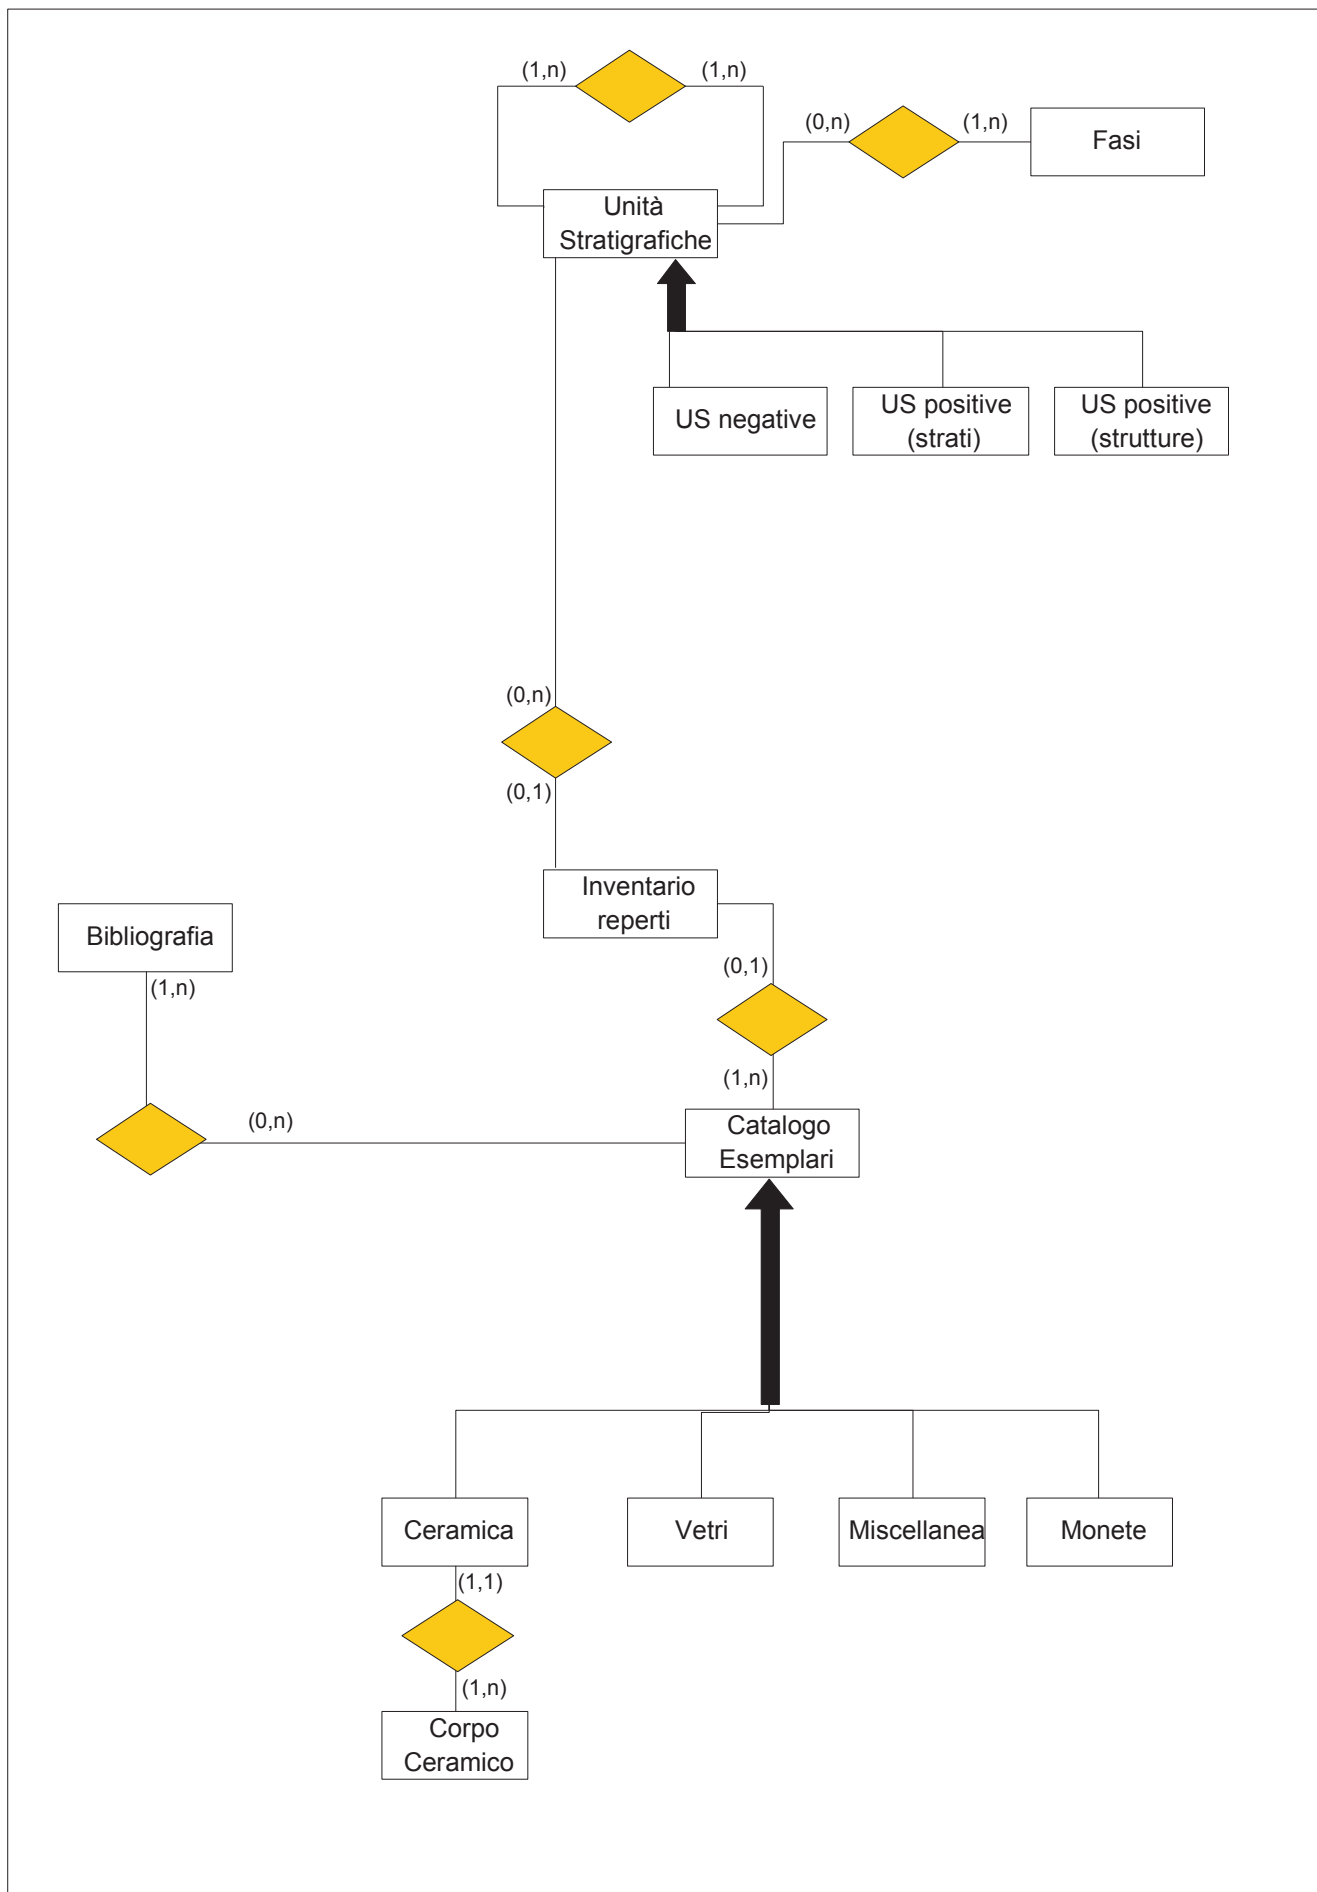 (1,n)
(1,n)
(0,n)
(1,n)
Fasi
Unità
Stratigrafiche
US negative
US positive
(strati)
US positive
(strutture)
(0,n)
(0,1)
Inventario
reperti
Bibliografia
(1,n)
(0,1)
(1,n)
(0,n)
Catalogo
Esemplari
Ceramica
Vetri
Miscellanea
Monete
(1,1)
(1,n)
Corpo
Ceramico